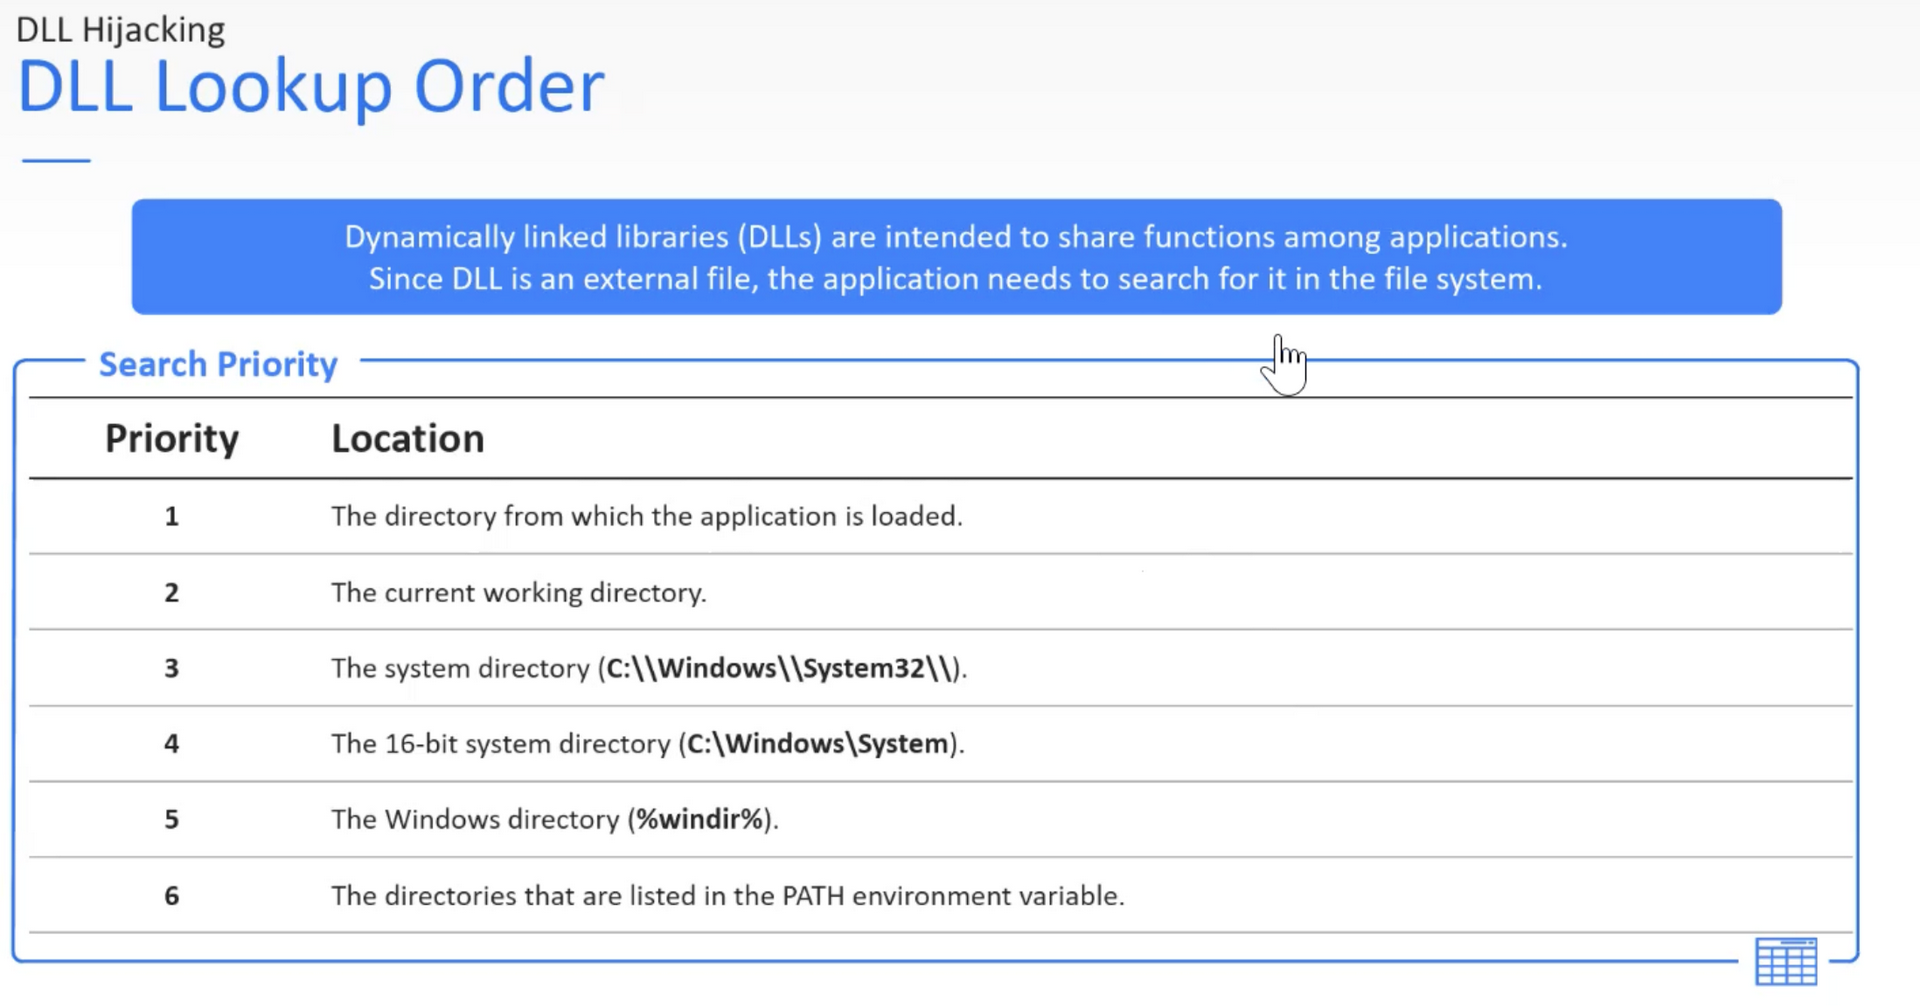 DLL Hijacking
DLL Lookup Order
Dynamically linked libraries (DLLs) are intended to share functions among applications.
Since DLL is an external file, the application needs to search for it in the file system.
Search Priority
Priority Location
1 The directory from which the application is loaded.
2 The current working directory.
3 The system directory (C:\\Windows\\System32\\).
4 The 16-bit system directory (C:\Windows\System).
5 The Windows directory (%windir%).
6 The directories that are listed in the PATH environment variable.